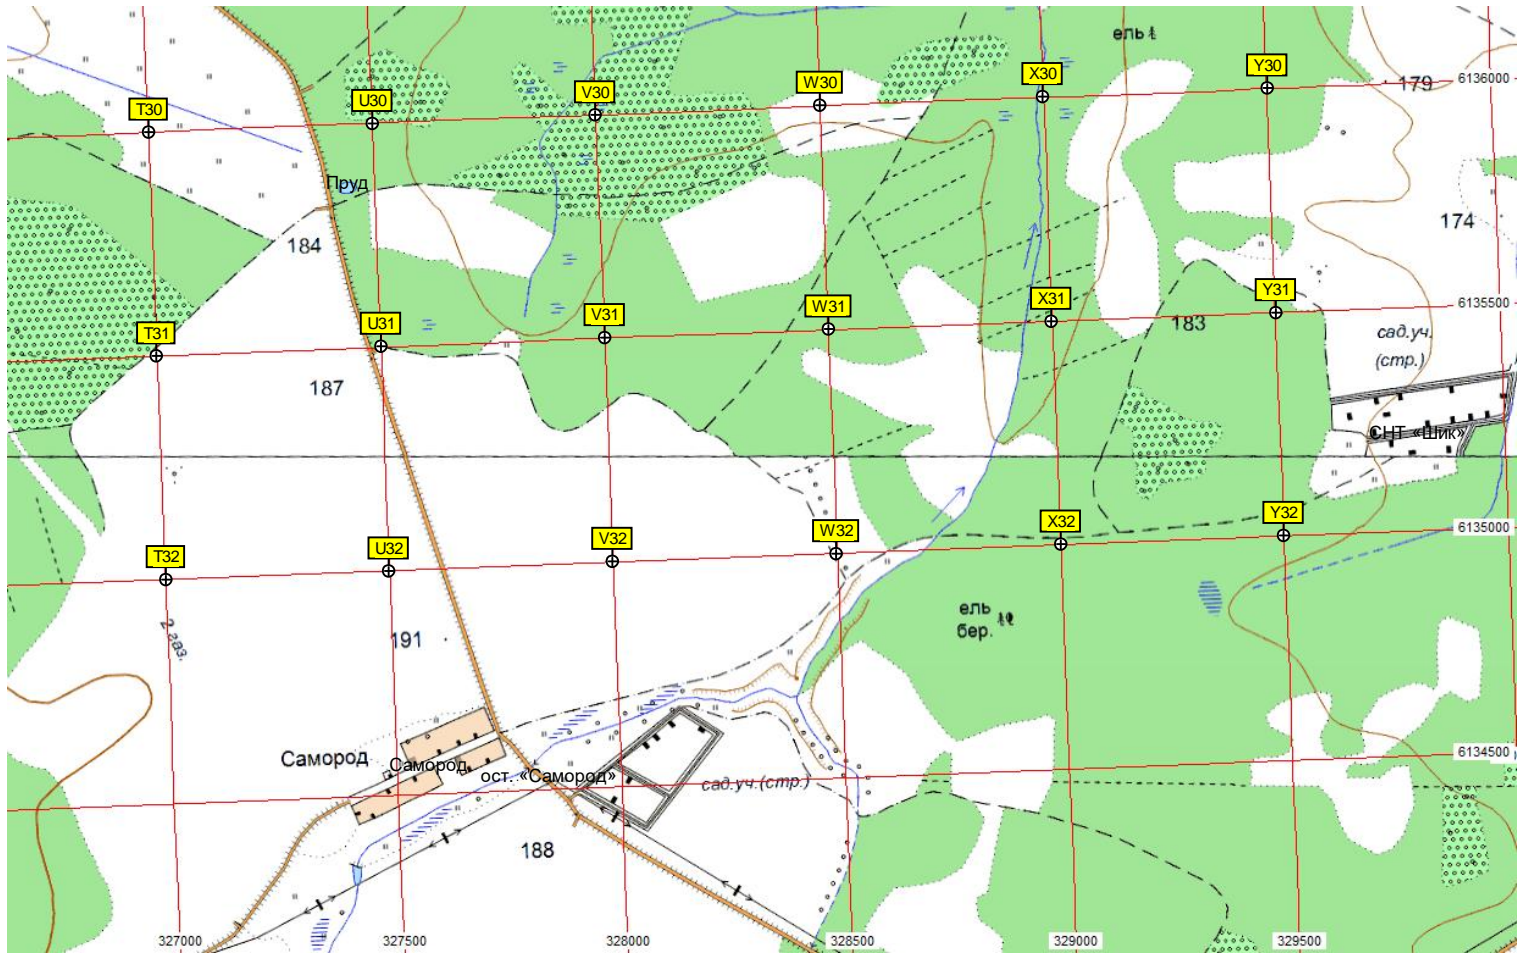 ель
179
6136000
Y30
X30
W30
V30
U30
T30
Пруд
184
174
Y31
X31
W31
V31
U31
T31
183
6135500
сад.уч.
(стр.)
187
СНТ «Шик»
Y32
X32
W32
V32
U32
T32
6135000
2 газ.
191
ель
бер.
Самород
Самород
ост. «Самород»
сад.уч.(стр.)
6134500
188
327000
327500
328000
328500
329000
329500